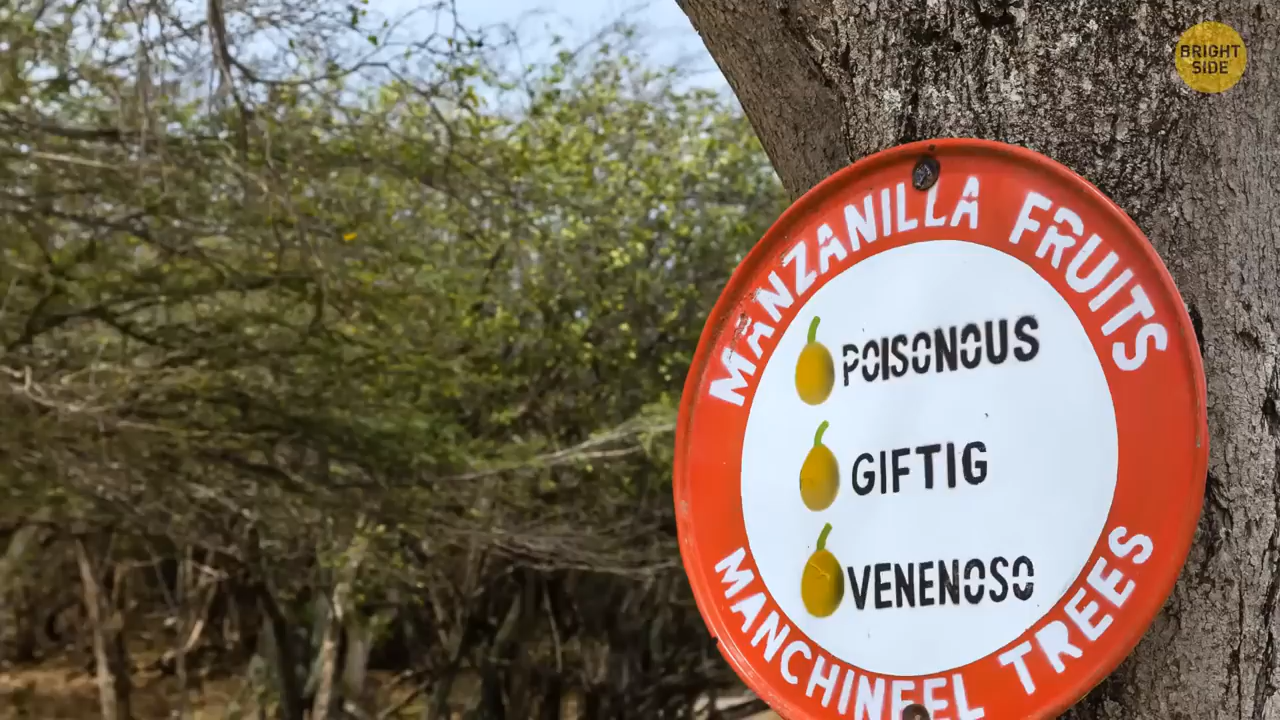 BRIGHT
SIDE
MANZANILLA FRUITS
POISONOUS
GIFTIG
VENENOSO
MANCHINEEL TREES